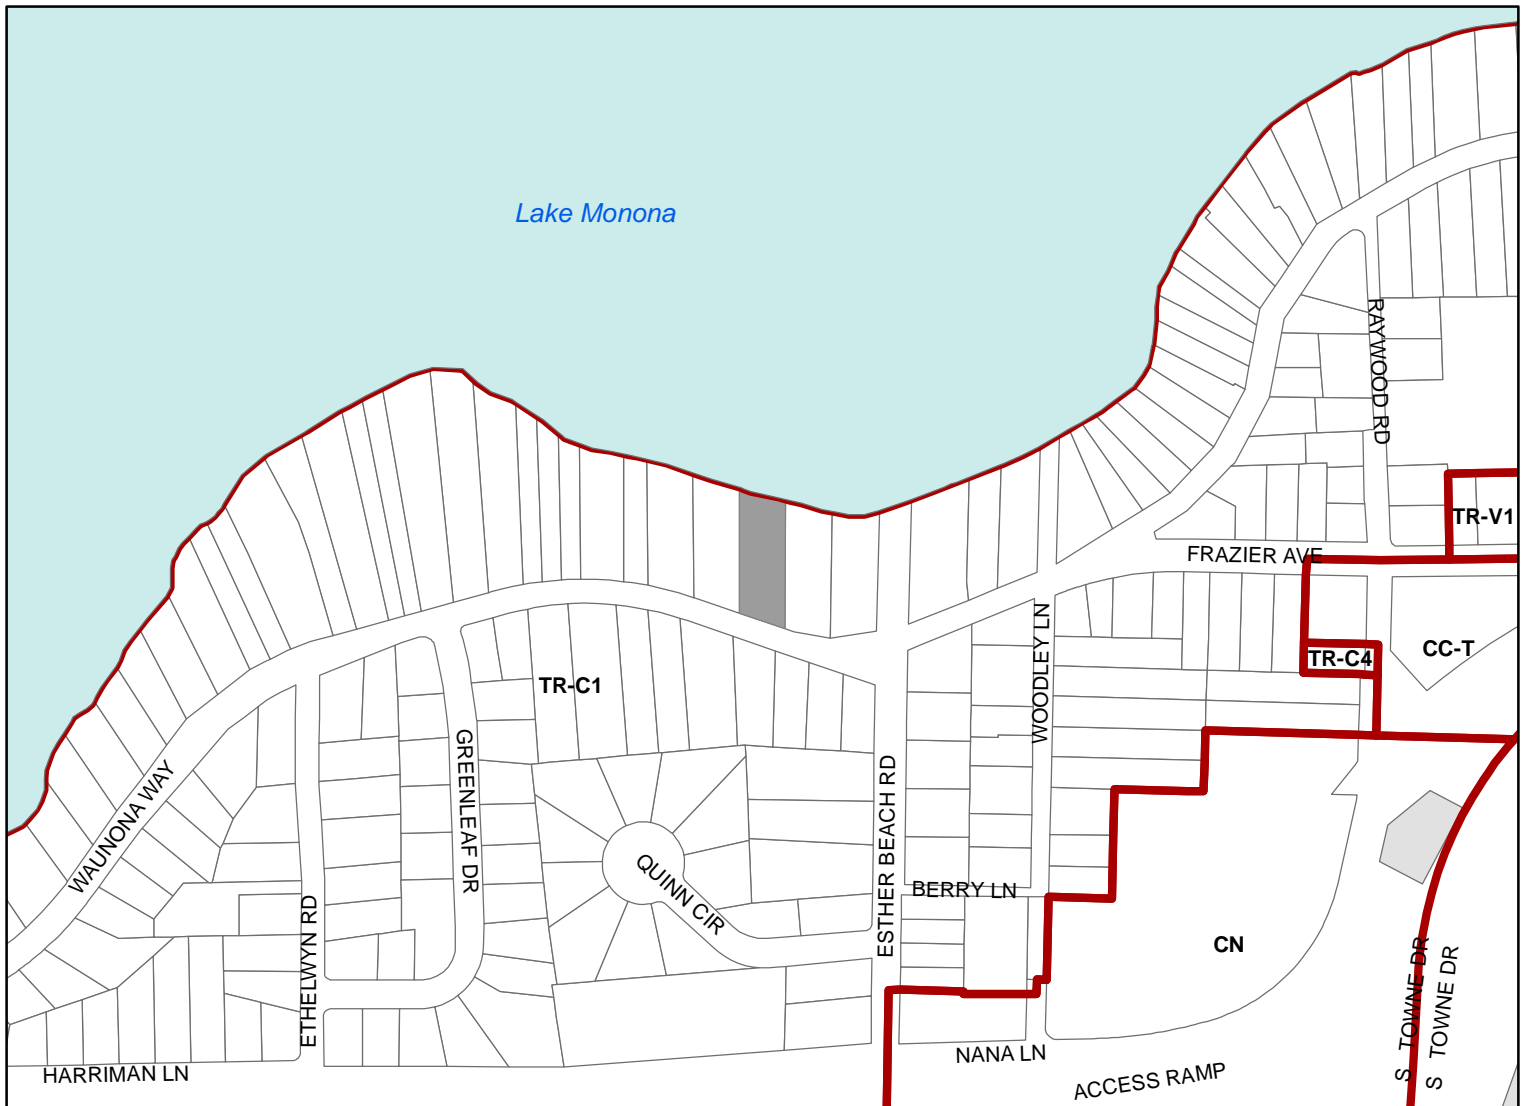 Lake Monona
RAYWOOD RD
TR-V1
FRAZIER AVE
WOODLEY LN
TR-C4
CC-T
TR-C1
WAUNONA WAY
GREENLEAF DR
ESTHER BEACH RD
QUINN CIR
BERRY LN
ETHELWYN RD
CN
S TOWNE DR
S TOWNE DR
NANA LN
HARRIMAN LN
ACCESS RAMP